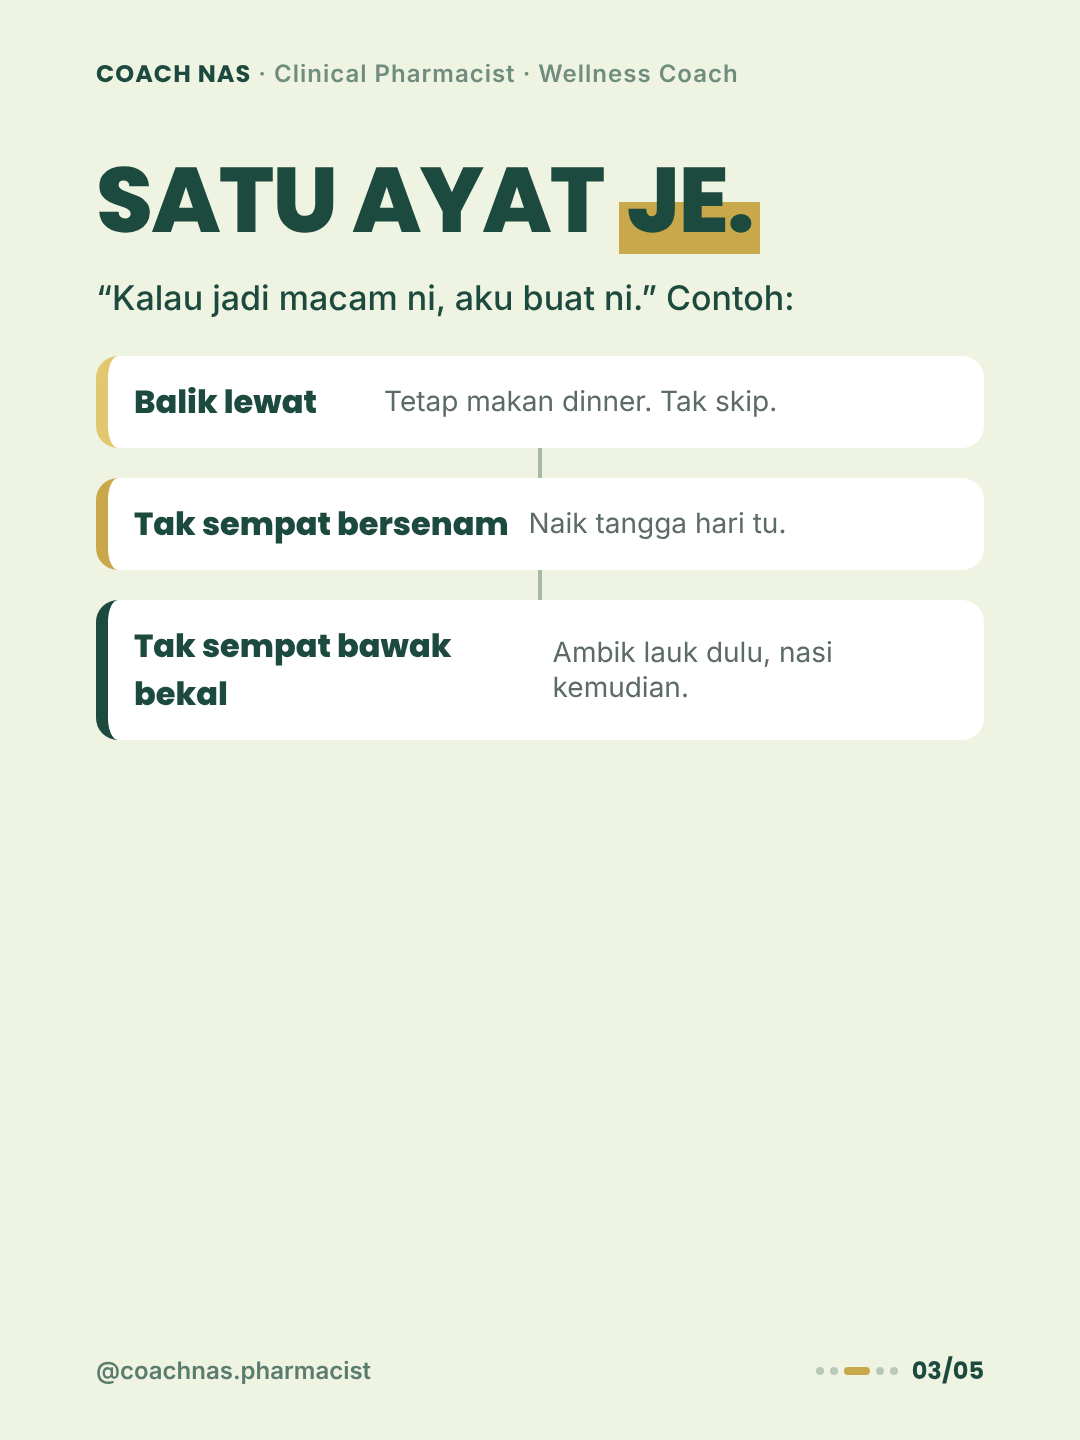 COACH NAS · Clinical Pharmacist · Wellness Coach
SATU AYAT JE.
“Kalau jadi macam ni, aku buat ni.” Contoh:
Balik lewat Tetap makan dinner. Tak skip.
Tak sempat bersenam Naik tangga hari tu.
Tak sempat bawak
bekal
Ambik lauk dulu, nasi
kemudian.
@coachnas.pharmacist 03/05